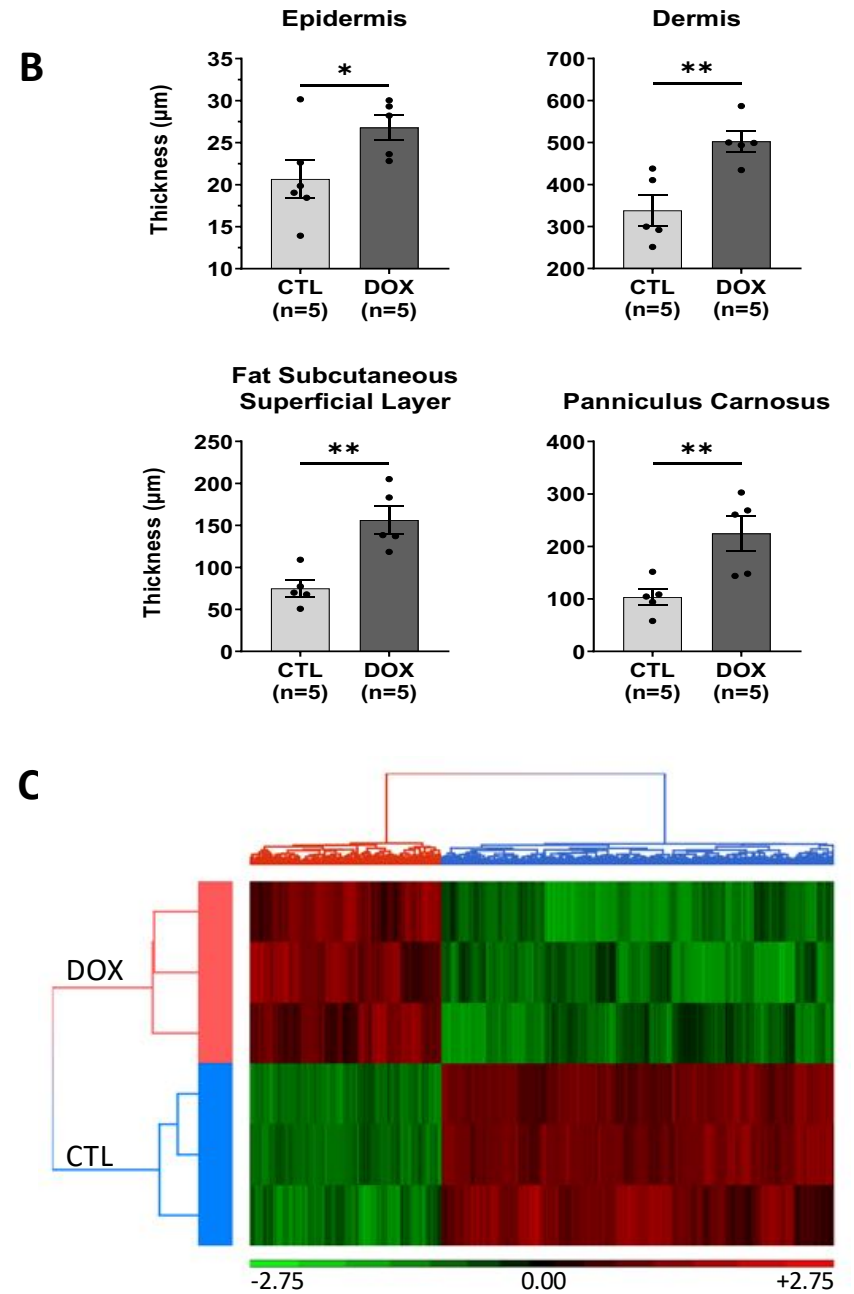 B
Epidermis
Thickness (µm)
35
30
25
20
15
10
*
CTL
(n=5)
DOX
(n=5)
Dermis
700
600
500
400
300
200
**
CTL
(n=5)
DOX
(n=5)
Fat Subcutaneous
Superficial Layer
Thickness (µm)
250
200
150
100
50
0
**
CTL
(n=5)
DOX
(n=5)
Panniculus Carnosus
400
300
200
100
0
**
CTL
(n=5)
DOX
(n=5)
C
DOX
CTL
-2.75 0.00 +2.75